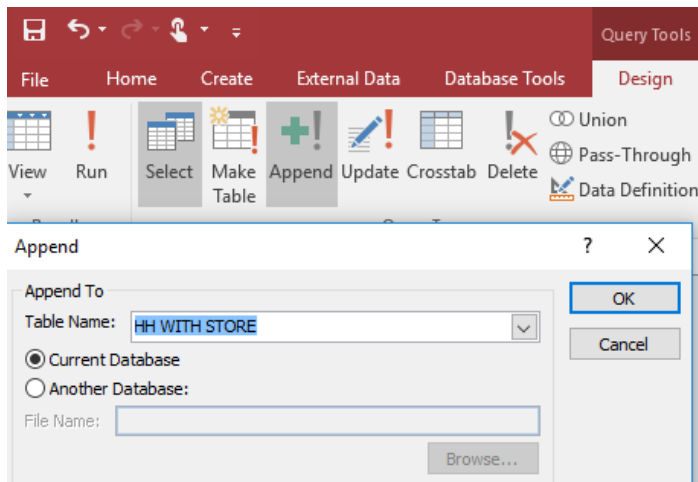 Query Tools
File Home Create External Data Database Tools Design
View Run Select Make Table Append Update Crosstab Delete
Union
Pass-Through
Data Definition
Append ?
Append To
Table Name: HH WITH STORE
Current Database
Another Database:
File Name:
Browse...
OK
Cancel